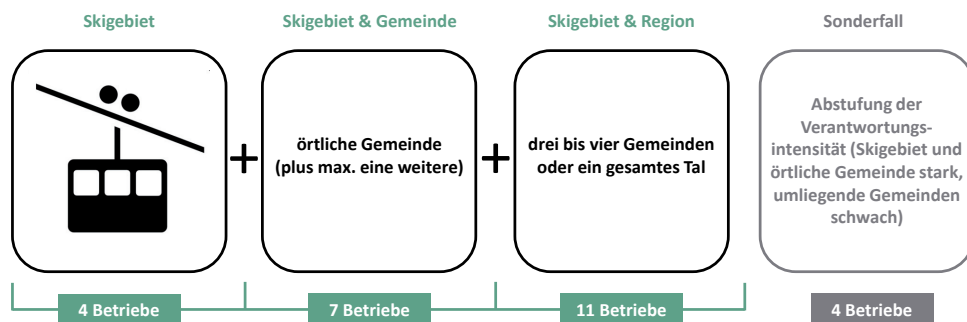 Skigebiet
Skigebiet & Gemeinde
Skigebiet & Region
Sonderfall
örtliche Gemeinde
(plus max. eine weitere)
drei bis vier Gemeinden
oder ein gesamtes Tal
Abstufung der
Verantwortungs-
intensität (Skigebiet und
örtliche Gemeinde stark,
umliegende Gemeinden
schwach)
+
+
4 Betriebe
7 Betriebe
11 Betriebe
4 Betriebe